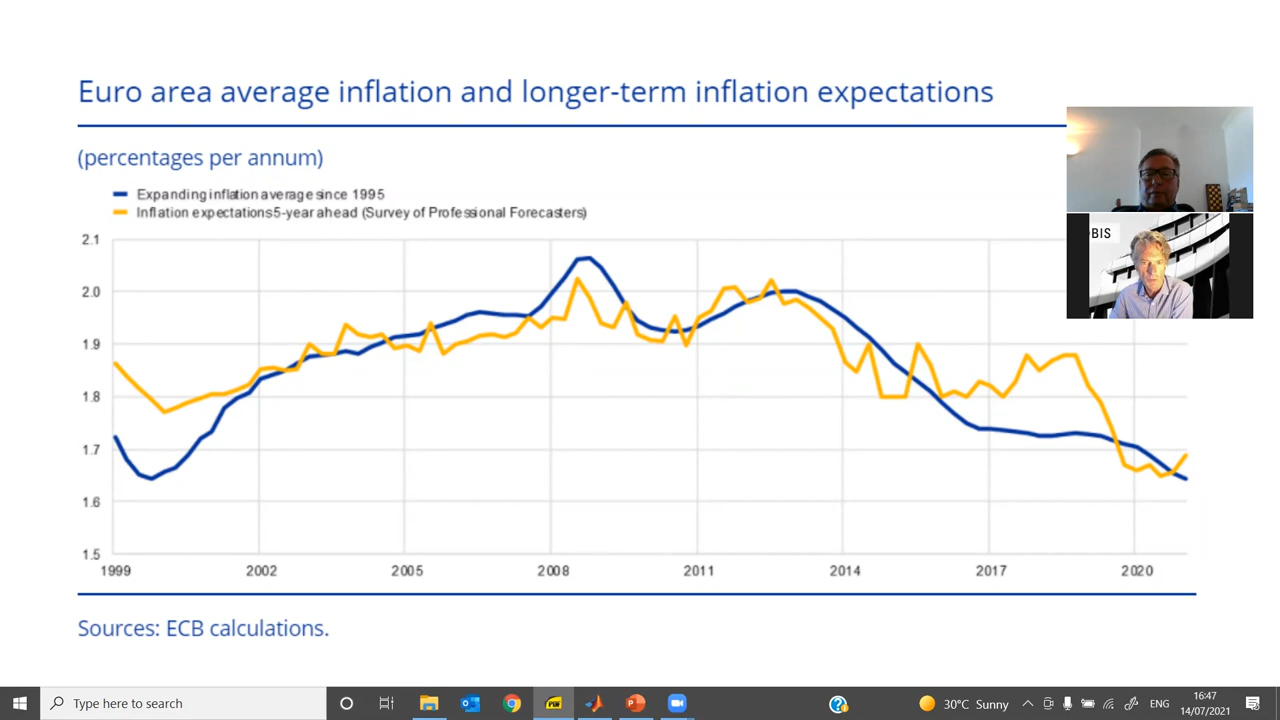 Euro area average inflation and longer-term inflation expectations
(percentages per annum)
Expanding inflation average since 1995
Inflation expectations 5-year ahead (Survey of Professional Forecasters)
2.1
2.0
1.9
1.8
1.7
1.6
1.5
1999 2002 2005 2008 2011 2014 2017 2020
Sources: ECB calculations.
BIS
Type here to search
30°C Sunny
ENG
16:47
14/07/2021